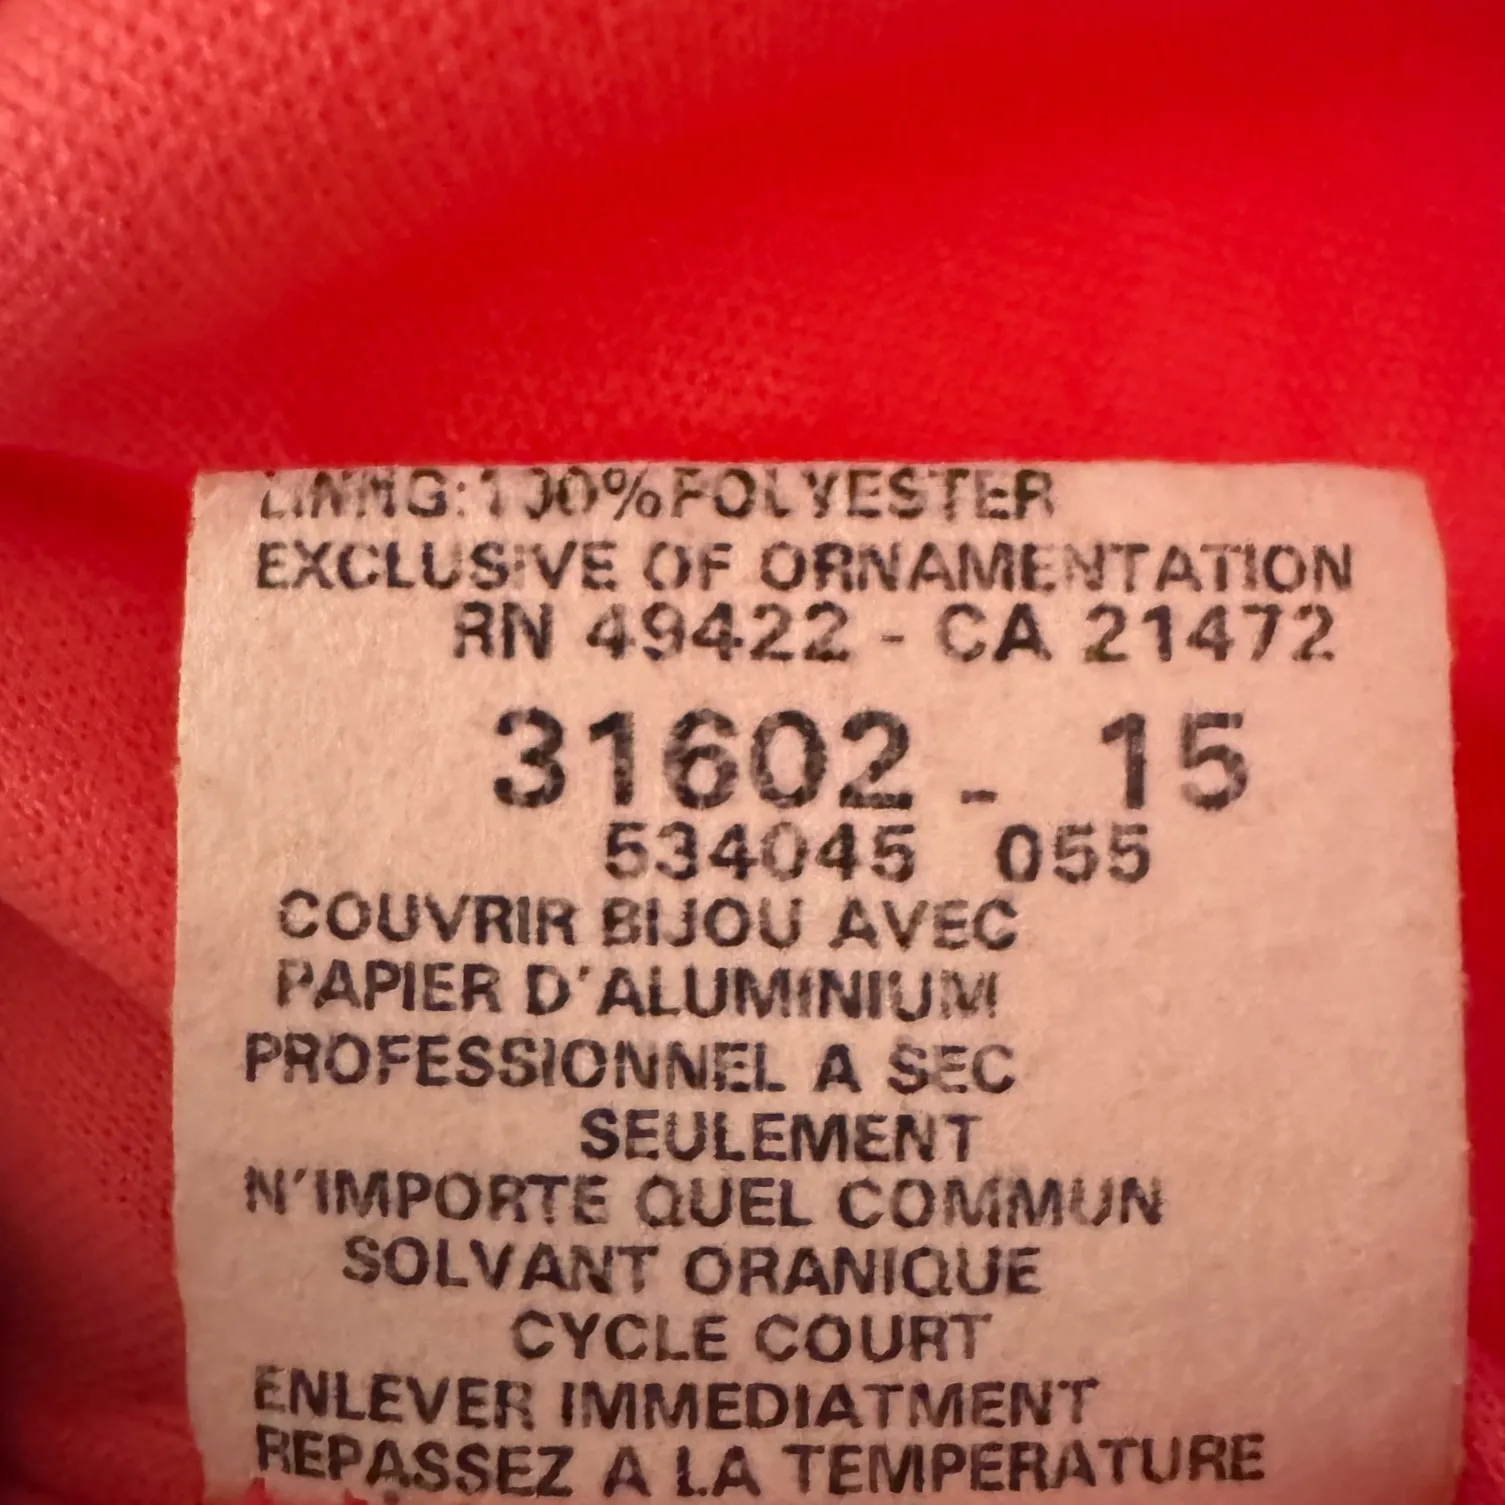 LINING: 100% POLYESTER
EXCLUSIVE OF ORNAMENTATION
RN 49422 - CA 21472
31602 - 15
534045 055
COUVRIR BIJOU AVEC
PAPIER D'ALUMINIUM
PROFESSIONNEL A SEC
SEULEMENT
N'IMPORTE QUEL COMMUN
SOLVANT ORANIQUE
CYCLE COURT
ENLEVER IMMEDIATMENT
REPASSEZ A LA TEMPERATURE